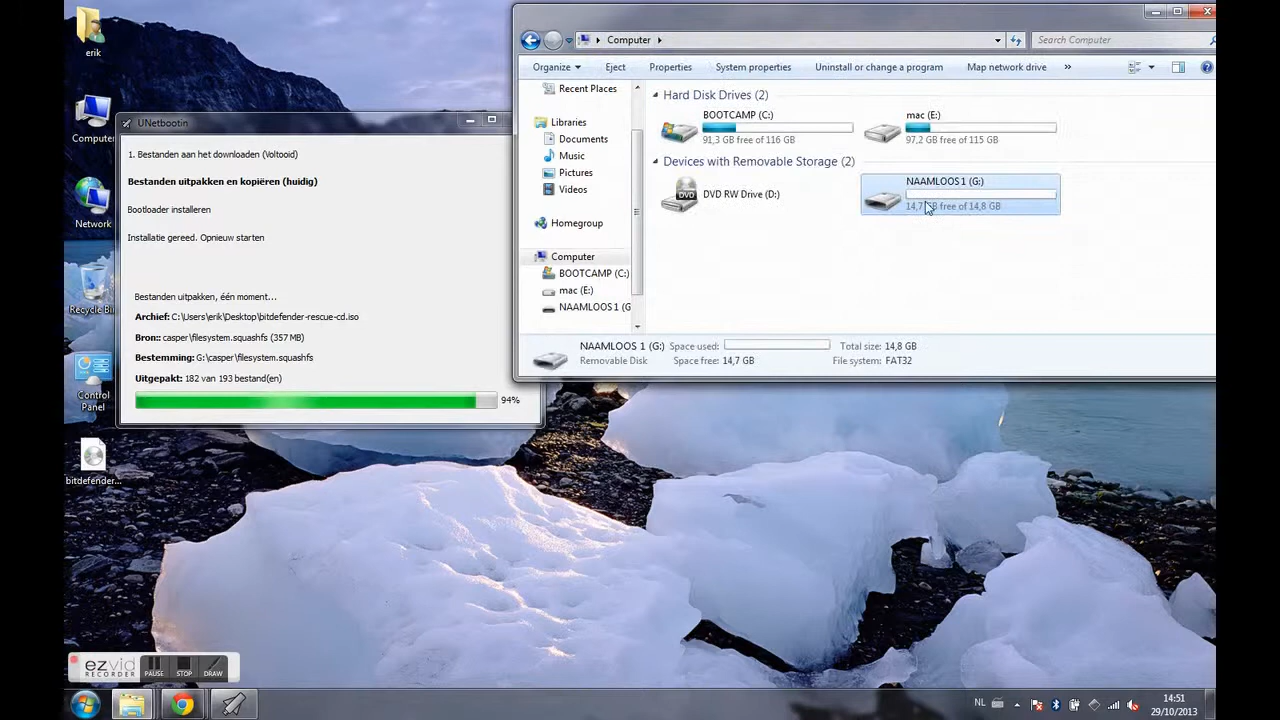 erik
Computer
Network
Recycle Bin
Control
Panel
bitdefender...
UNetbootin
1. Bestanden aan het downloaden (Voltooid)
Bestanden uitpakken en kopiëren (huidig)
Bootloader installeren
Installatie gereed. Opnieuw starten
Bestanden uitpakken, één moment...
Archief: C:\Users\erik\Desktop\bitdefender-rescue-cd.iso
Bron:: casper\filesystem.squashfs (357 MB)
Bestemming: G:\casper\filesystem.squashfs
Uitgepakt: 182 van 193 bestand(en)
94%
Computer
Search Computer
Organize Eject Properties System properties Uninstall or change a program Map network drive »
Recent Places
Libraries
Documents
Music
Pictures
Videos
Homegroup
Computer
BOOTCAMP (C:)
mac (E:)
NAAMLOOS 1 (G
Hard Disk Drives (2)
BOOTCAMP (C:)
91,3 GB free of 116 GB
mac (E:)
97,2 GB free of 115 GB
Devices with Removable Storage (2)
DVD
DVD RW Drive (D:)
NAAMLOOS 1 (G:)
14,7 GB free of 14,8 GB
NAAMLOOS 1 (G:) Space used: Total size: 14,8 GB
Removable Disk Space free: 14,7 GB File system: FAT32
ezvid
RECORDER
PAUSE STOP DRAW
NL
14:51
29/10/2013